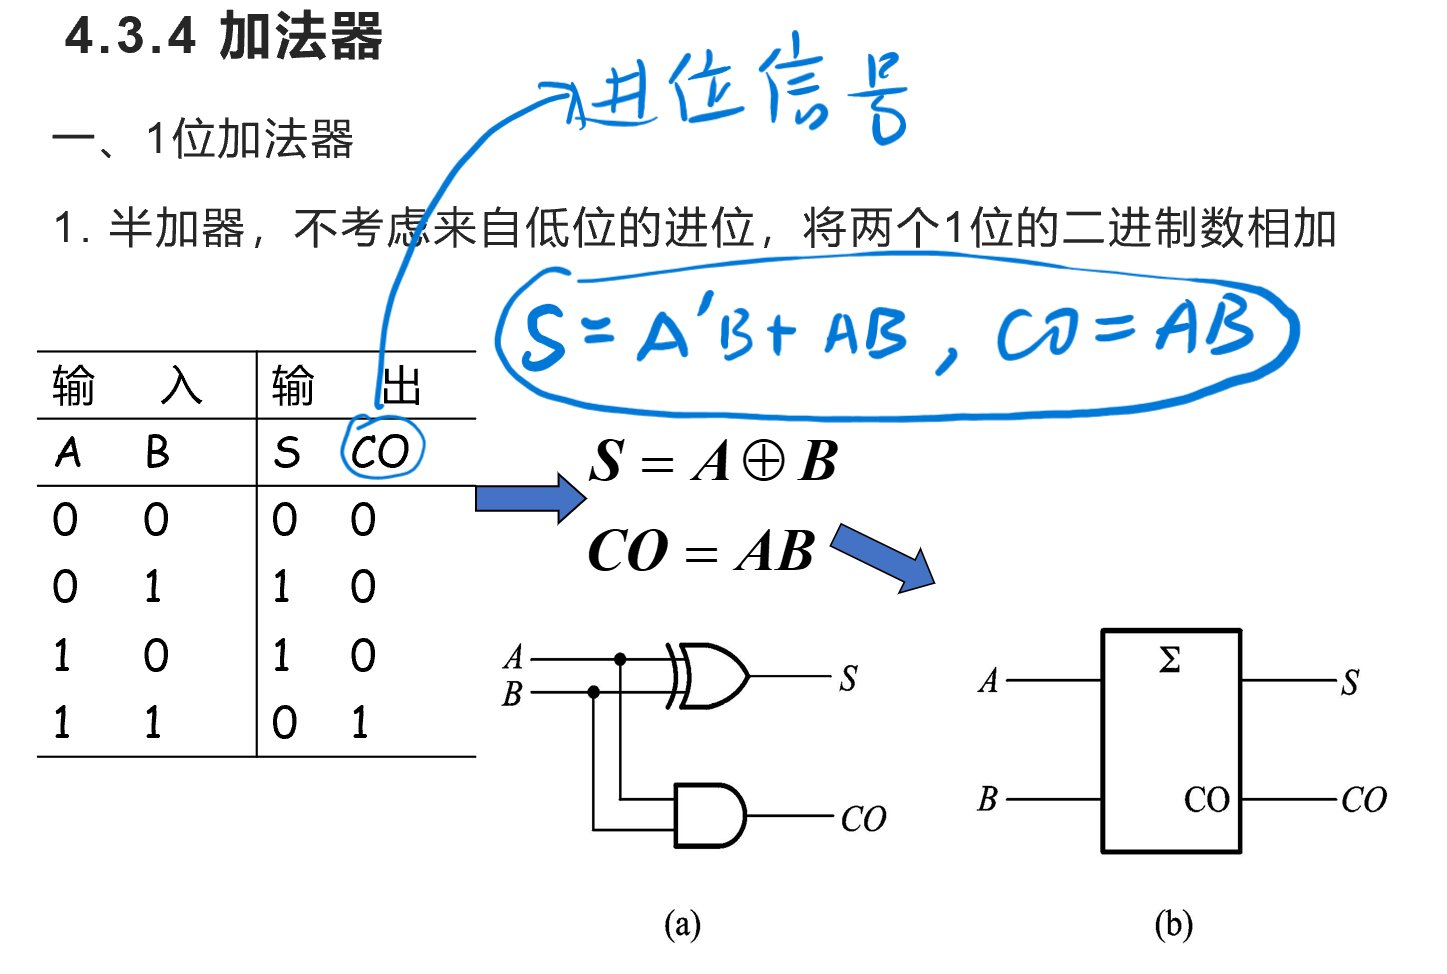 4.3.4 加法器
进位信号
一、1位加法器
1. 半加器，不考虑来自低位的进位，将两个1位的二进制数相加
S = A'B + AB , CO = AB
输 入 输 出
A B S CO
0 0 0 0
0 1 1 0
1 0 1 0
1 1 0 1
S = A ⊕ B
CO = AB
A
B
S
CO
(a)
Σ
A
S
B
CO
CO
(b)